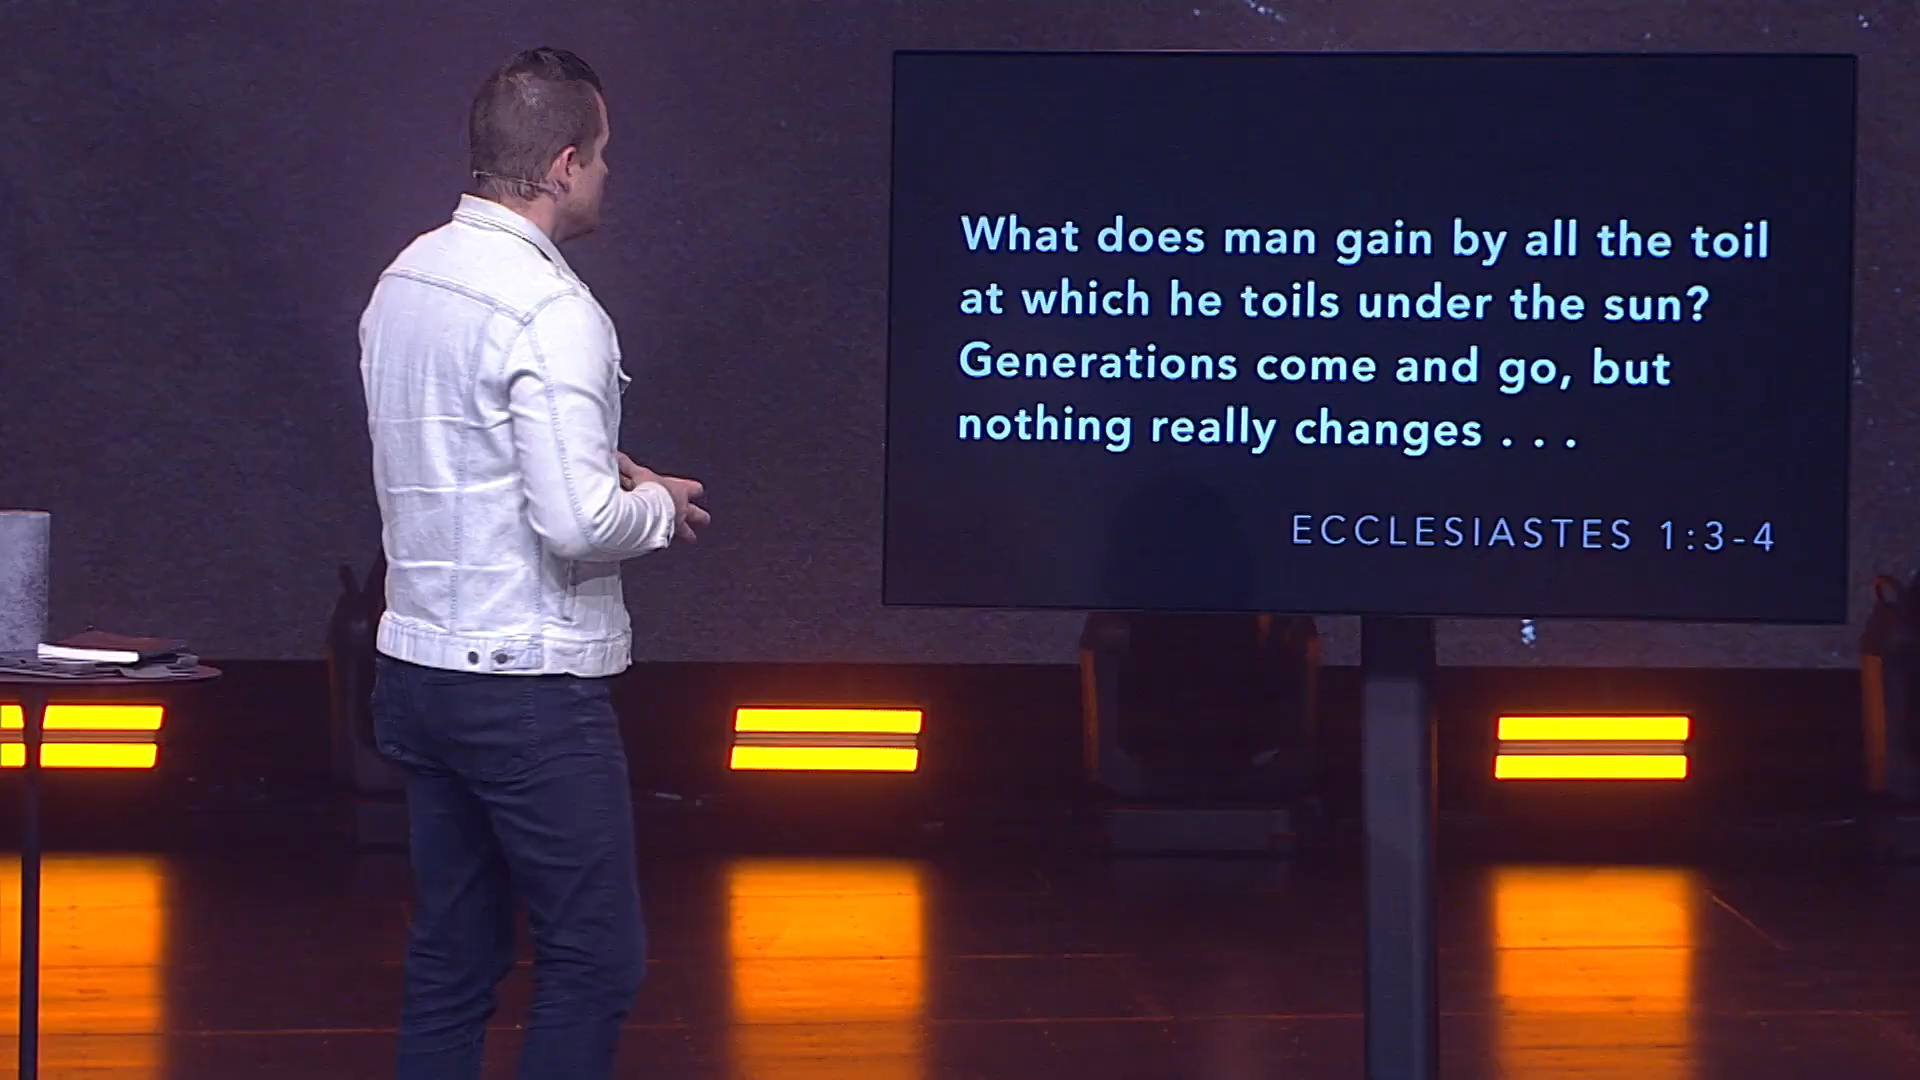 What does man gain by all the toil
at which he toils under the sun?
Generations come and go, but
nothing really changes . . .
ECCLESIASTES 1:3-4